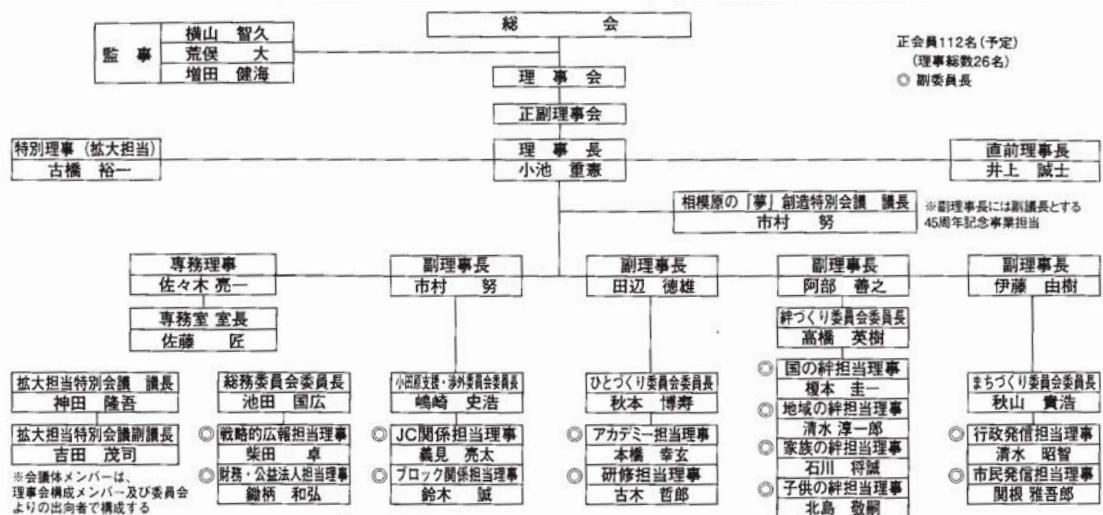 総 会
監 事
横山 智久
荒俣 大
増田 健海
正会員112名(予定)
(理事総数26名)
◎ 副委員長
理 事 会
正副理事会
特別理事(拡大担当)
古橋 裕一
理 事 長
小池 重憲
直前理事長
井上 誠士
相模原の「夢」創造特別会議 議長
市村 努
※副理事長には副議長とする
45周年記念事業担当
専務理事
佐々木 亮一
副理事長
市村 努
副理事長
田辺 徳雄
副理事長
阿部 善之
副理事長
伊藤 由樹
専務室 室長
佐藤 匠
絆づくり委員会委員長
高橋 英樹
拡大担当特別会議 議長
神田 隆吾
総務委員会委員長
池田 国広
小田原支援・渉外委員会委員長
嶋崎 史浩
ひとづくり委員会委員長
秋本 博寿
◎ 国の絆担当理事
榎本 圭一
まちづくり委員会委員長
秋山 貴浩
拡大担当特別会議副議長
吉田 茂司
◎ 戦略的広報担当理事
柴田 卓
◎ JC関係担当理事
義見 亮太
◎ アカデミー担当理事
本橋 幸玄
◎ 地域の絆担当理事
清水 淳一郎
◎ 行政発信担当理事
清水 昭智
※会議体メンバーは、
理事会構成メンバー及び委員会
よりの出向者で構成する
◎ 財務・公益法人担当理事
鋤柄 和弘
◎ ブロック関係担当理事
鈴木 誠
◎ 研修担当理事
古木 哲郎
◎ 家族の絆担当理事
石川 将誠
◎ 市民発信担当理事
関根 雅吾郎
◎ 子供の絆担当理事
北島 敬嗣